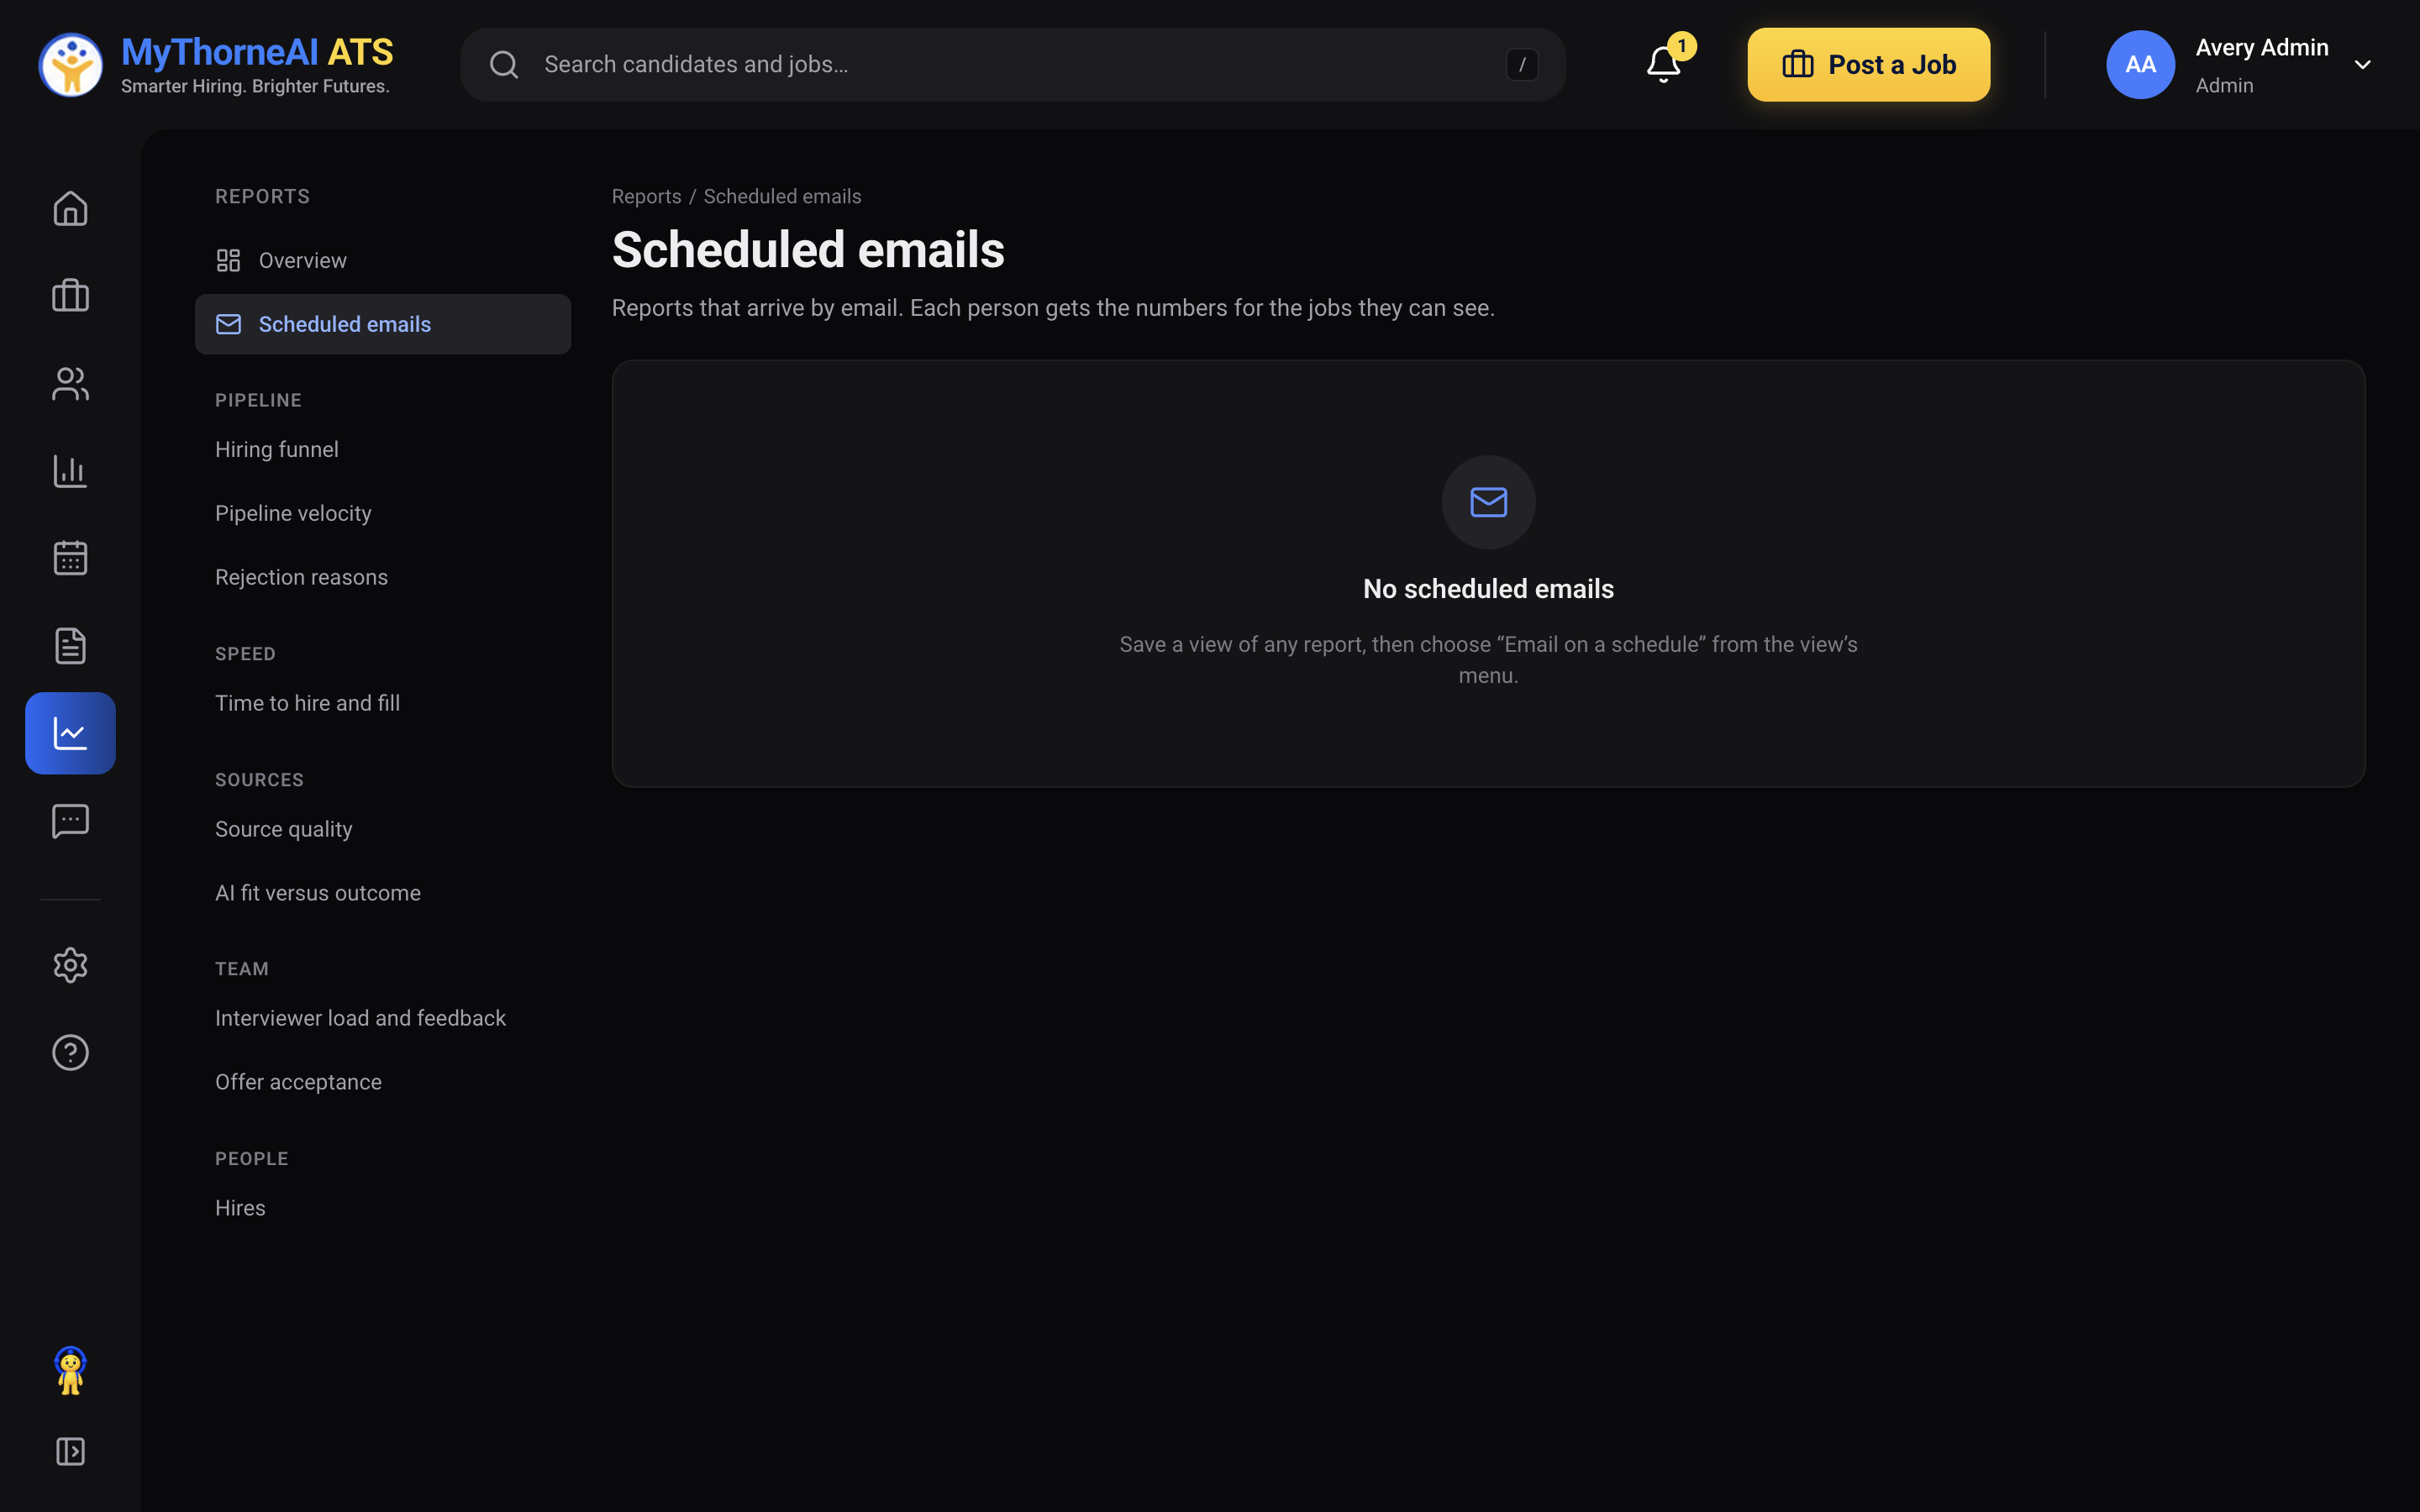 MyThorneAI ATS
Smarter Hiring. Brighter Futures.
Search candidates and jobs...
/
1
Post a Job
AA
Avery Admin
Admin
REPORTS
Overview
Scheduled emails
PIPELINE
Hiring funnel
Pipeline velocity
Rejection reasons
SPEED
Time to hire and fill
SOURCES
Source quality
AI fit versus outcome
TEAM
Interviewer load and feedback
Offer acceptance
PEOPLE
Hires
Reports / Scheduled emails
Scheduled emails
Reports that arrive by email. Each person gets the numbers for the jobs they can see.
No scheduled emails
Save a view of any report, then choose “Email on a schedule” from the view’s
menu.